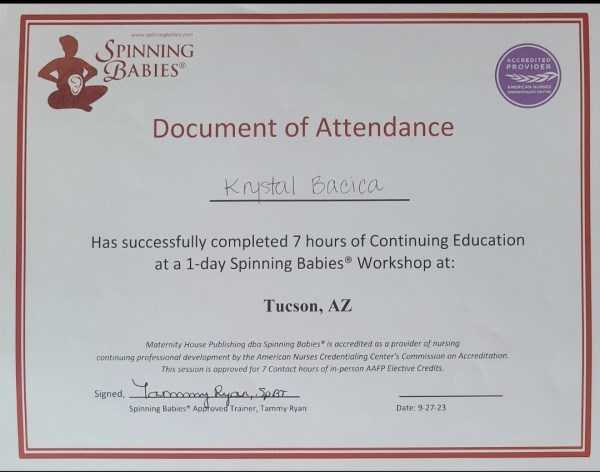 www.spinningbabies.com
SPINNING
BABIES®
ACCREDITED
PROVIDER
AMERICAN NURSES
CREDENTIALING CENTER
Document of Attendance
Krystal Bacica
Has successfully completed 7 hours of Continuing Education
at a 1-day Spinning Babies® Workshop at:
Tucson, AZ
Maternity House Publishing dba Spinning Babies® is accredited as a provider of nursing
continuing professional development by the American Nurses Credentialing Center's Commission on Accreditation.
This session is approved for 7 Contact hours of in-person AAFP Elective Credits.
Signed, Tammy Ryan, SpBT
Spinning Babies® Approved Trainer, Tammy Ryan
Date: 9-27-23